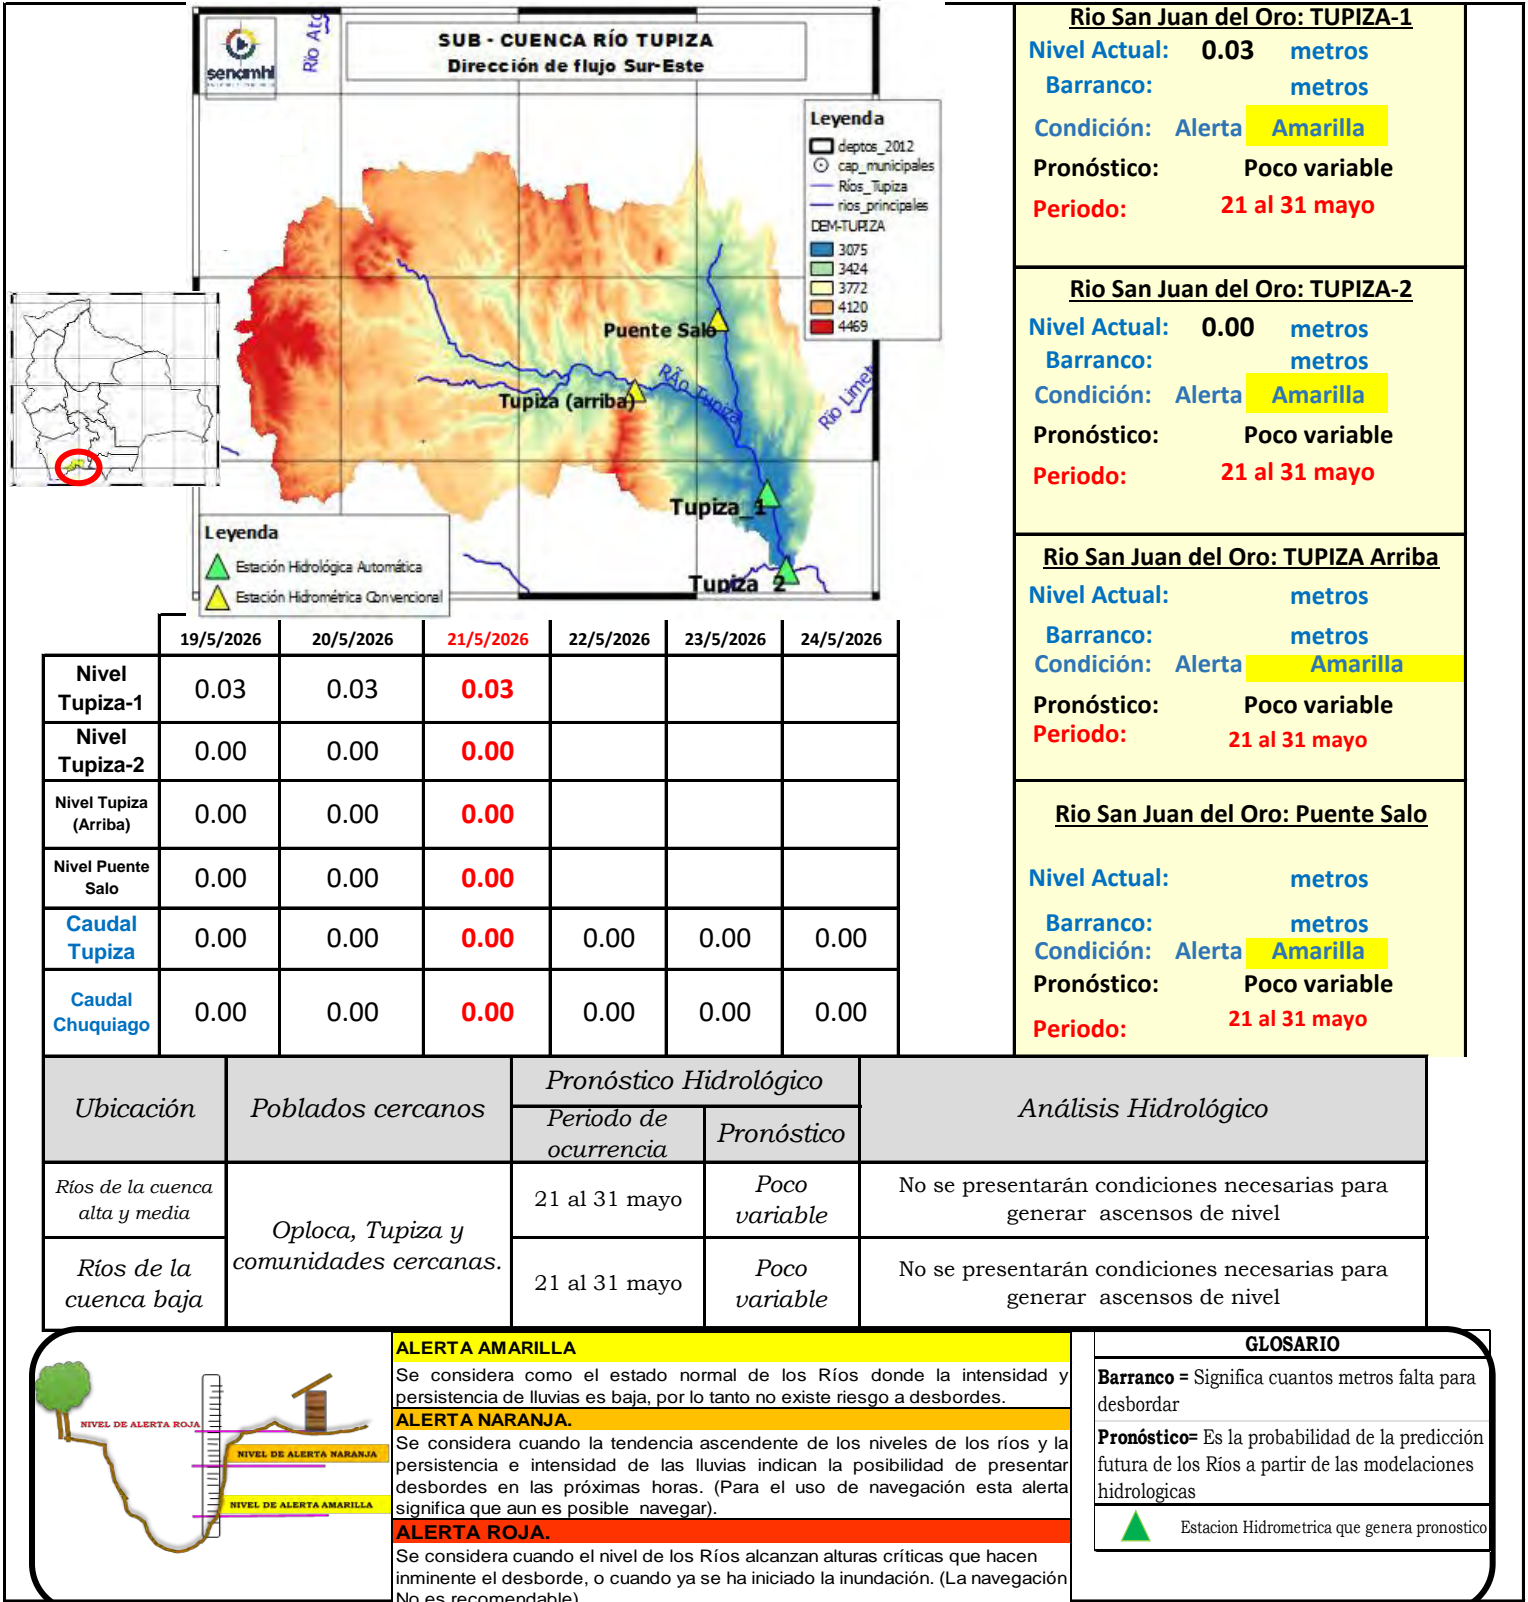 senamhi
SUB - CUENCA RÍO TUPIZA
Dirección de flujo Sur-Este
Leyenda
deptos_2012
cap_municipales
Ríos_Tupiza
rios_principales
DEM-TUPIZA
3075
3424
3772
4120
4469
Puente Salo
Tupiza (arriba)
RÃ­o Tupiza
Tupiza_1
Tupiza 2
Leyenda
Estación Hidrológica Automática
Estación Hidrométrica Convencional
Rio San Juan del Oro: TUPIZA-1
Nivel Actual: 0.03 metros
Barranco: metros
Condición: Alerta Amarilla
Pronóstico: Poco variable
Periodo: 21 al 31 mayo
Rio San Juan del Oro: TUPIZA-2
Nivel Actual: 0.00 metros
Barranco: metros
Condición: Alerta Amarilla
Pronóstico: Poco variable
Periodo: 21 al 31 mayo
Rio San Juan del Oro: TUPIZA Arriba
Nivel Actual: metros
Barranco: metros
Condición: Alerta Amarilla
Pronóstico: Poco variable
Periodo: 21 al 31 mayo
Rio San Juan del Oro: Puente Salo
Nivel Actual: metros
Barranco: metros
Condición: Alerta Amarilla
Pronóstico: Poco variable
Periodo: 21 al 31 mayo
19/5/2026 20/5/2026 21/5/2026 22/5/2026 23/5/2026 24/5/2026
Nivel
Tupiza-1 0.03 0.03 0.03
Nivel
Tupiza-2 0.00 0.00 0.00
Nivel Tupiza
(Arriba) 0.00 0.00 0.00
Nivel Puente
Salo 0.00 0.00 0.00
Caudal
Tupiza 0.00 0.00 0.00 0.00 0.00 0.00
Caudal
Chuquiago 0.00 0.00 0.00 0.00 0.00 0.00
Ubicación
Poblados cercanos
Pronóstico Hidrológico
Periodo de
ocurrencia
Pronóstico
Análisis Hidrológico
Ríos de la cuenca
alta y media
Oploca, Tupiza y
comunidades cercanas.
21 al 31 mayo
Poco
variable
No se presentarán condiciones necesarias para
generar ascensos de nivel
Ríos de la
cuenca baja
21 al 31 mayo
Poco
variable
No se presentarán condiciones necesarias para
generar ascensos de nivel
NIVEL DE ALERTA ROJA
NIVEL DE ALERTA NARANJA
NIVEL DE ALERTA AMARILLA
ALERTA AMARILLA
Se considera como el estado normal de los Ríos donde la intensidad y
persistencia de lluvias es baja, por lo tanto no existe riesgo a desbordes.
ALERTA NARANJA.
Se considera cuando la tendencia ascendente de los niveles de los ríos y la
persistencia e intensidad de las lluvias indican la posibilidad de presentar
desbordes en las próximas horas. (Para el uso de navegación esta alerta
significa que aun es posible navegar).
ALERTA ROJA.
Se considera cuando el nivel de los Ríos alcanzan alturas críticas que hacen
inminente el desborde, o cuando ya se ha iniciado la inundación. (La navegación
No es recomendable)
GLOSARIO
Barranco = Significa cuantos metros falta para
desbordar
Pronóstico= Es la probabilidad de la predicción
futura de los Ríos a partir de las modelaciones
hidrologicas
Estacion Hidrometrica que genera pronostico